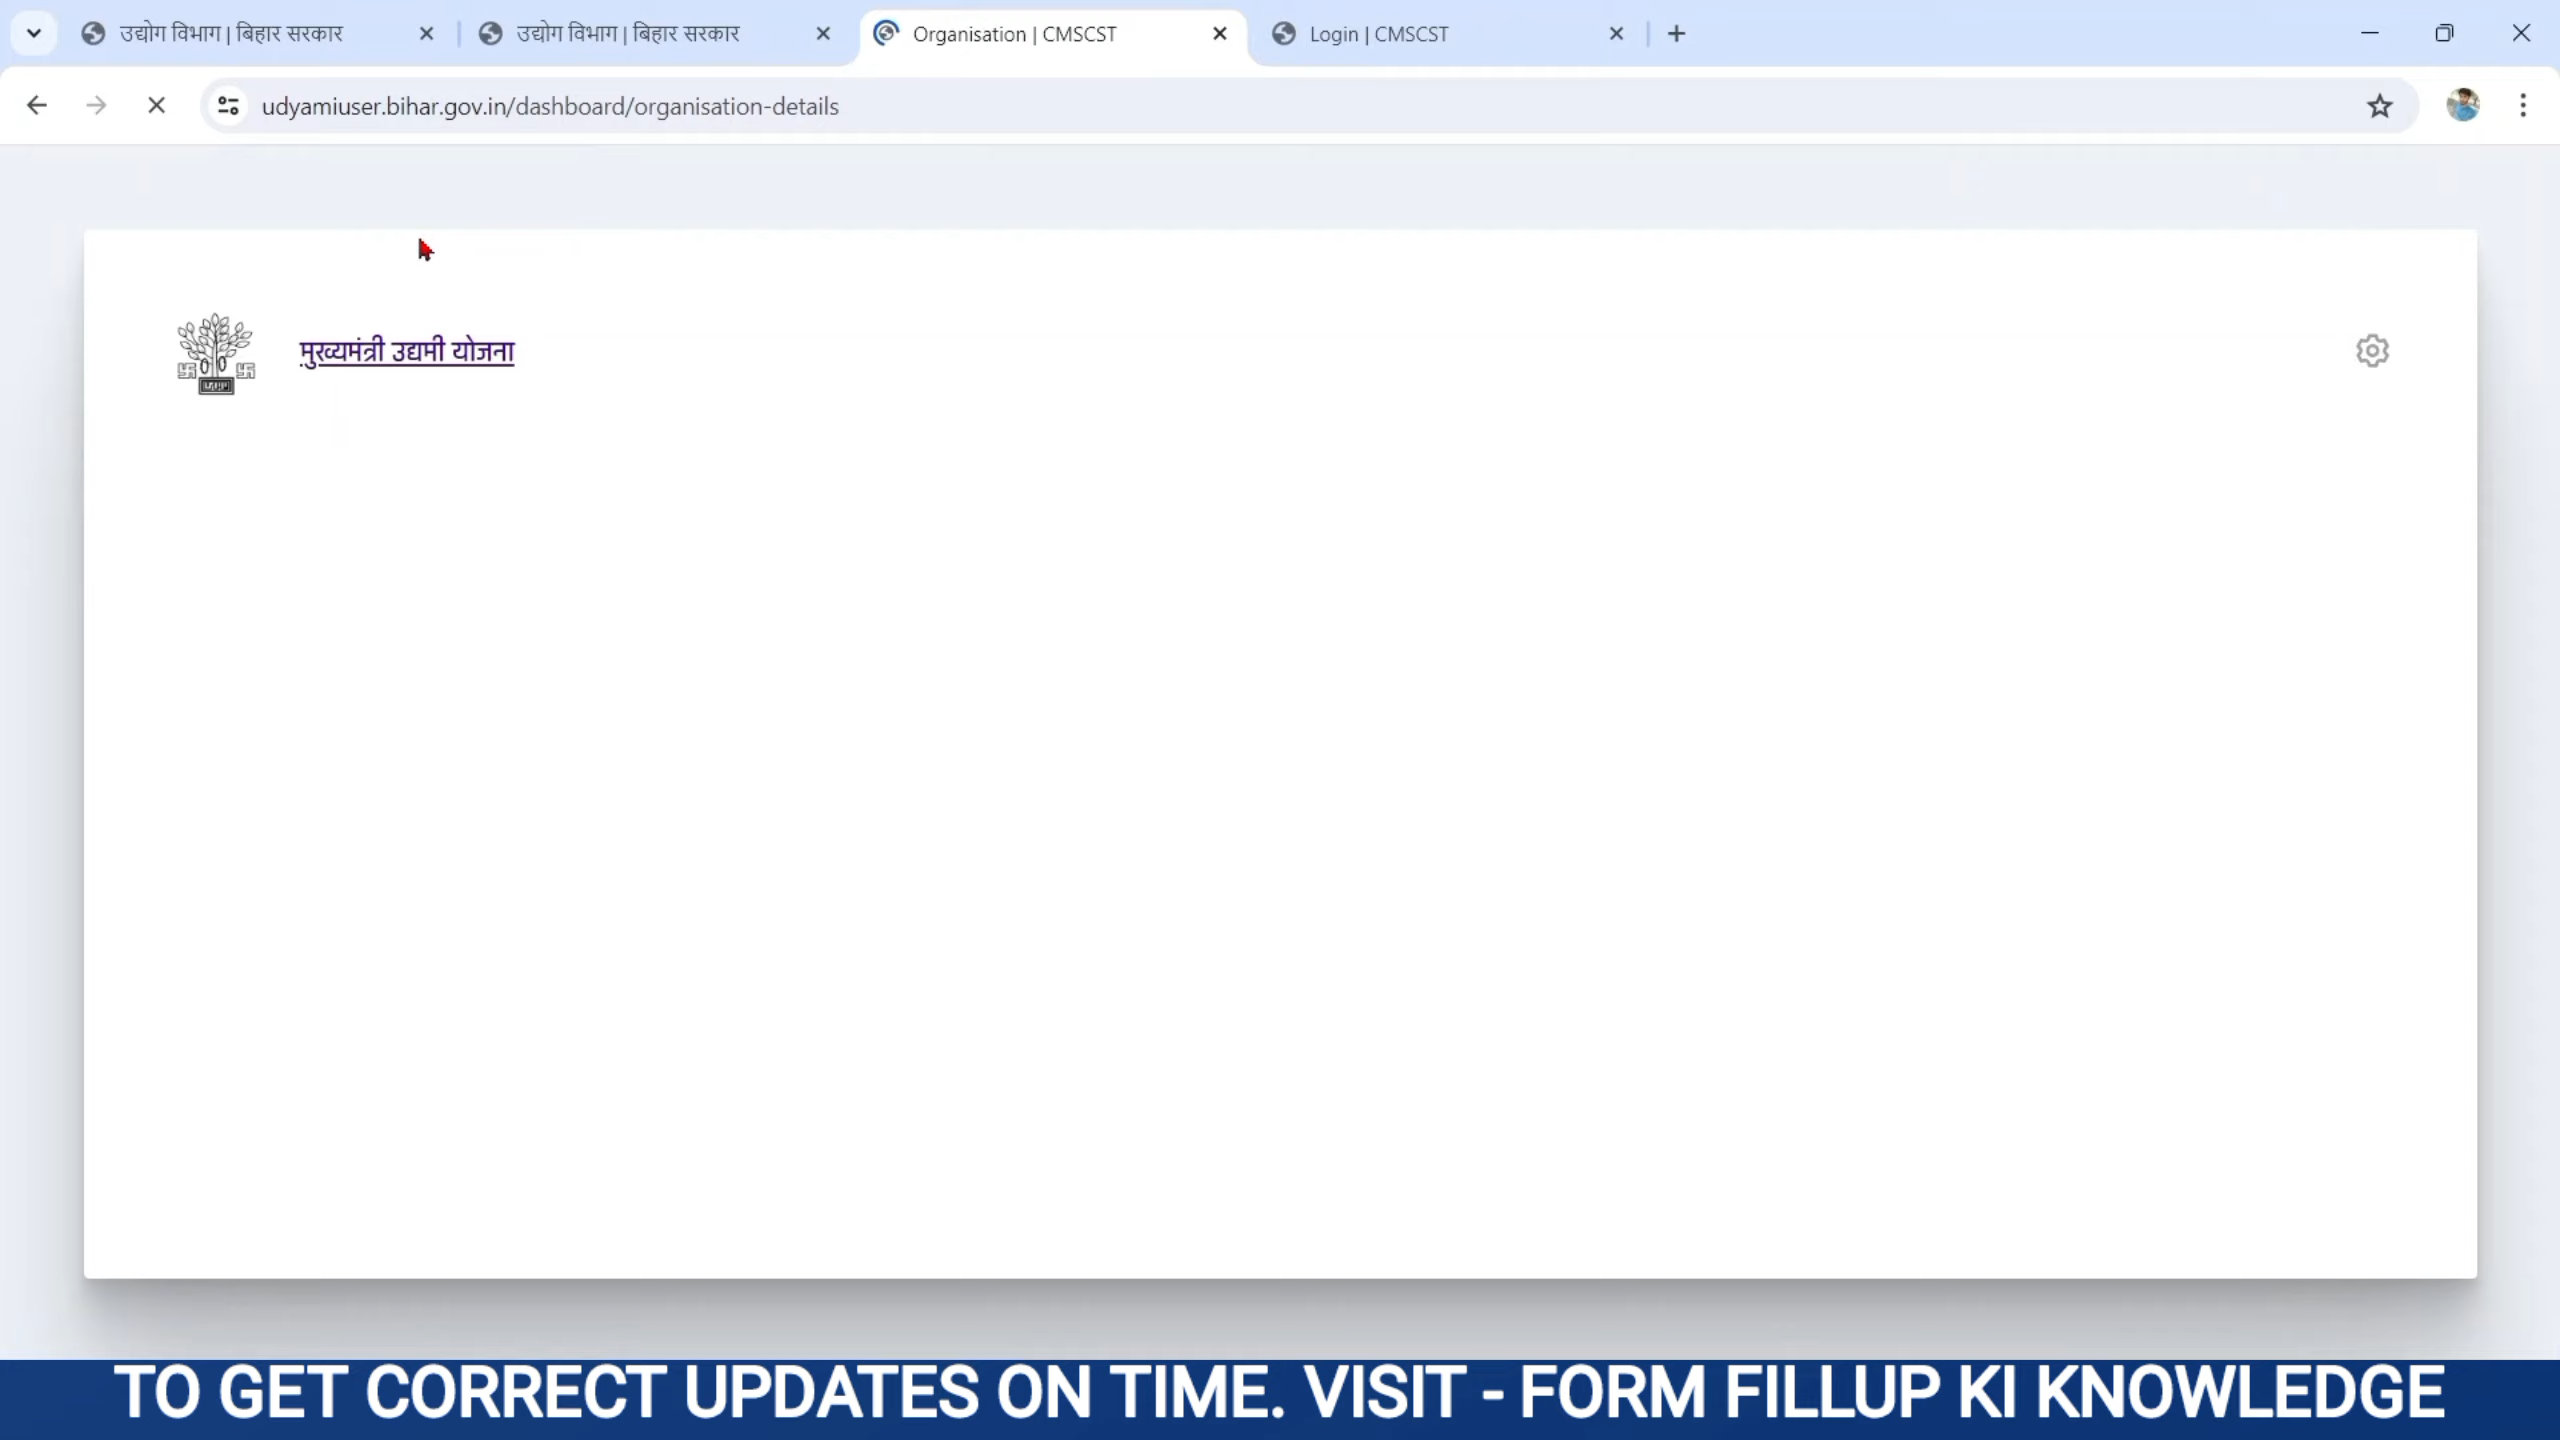 उद्योग विभाग | बिहार सरकार
उद्योग विभाग | बिहार सरकार
Organisation | CMSCST
Login | CMSCST
udyamiuser.bihar.gov.in/dashboard/organisation-details
मुख्यमंत्री उद्यमी योजना
TO GET CORRECT UPDATES ON TIME. VISIT - FORM FILLUP KI KNOWLEDGE